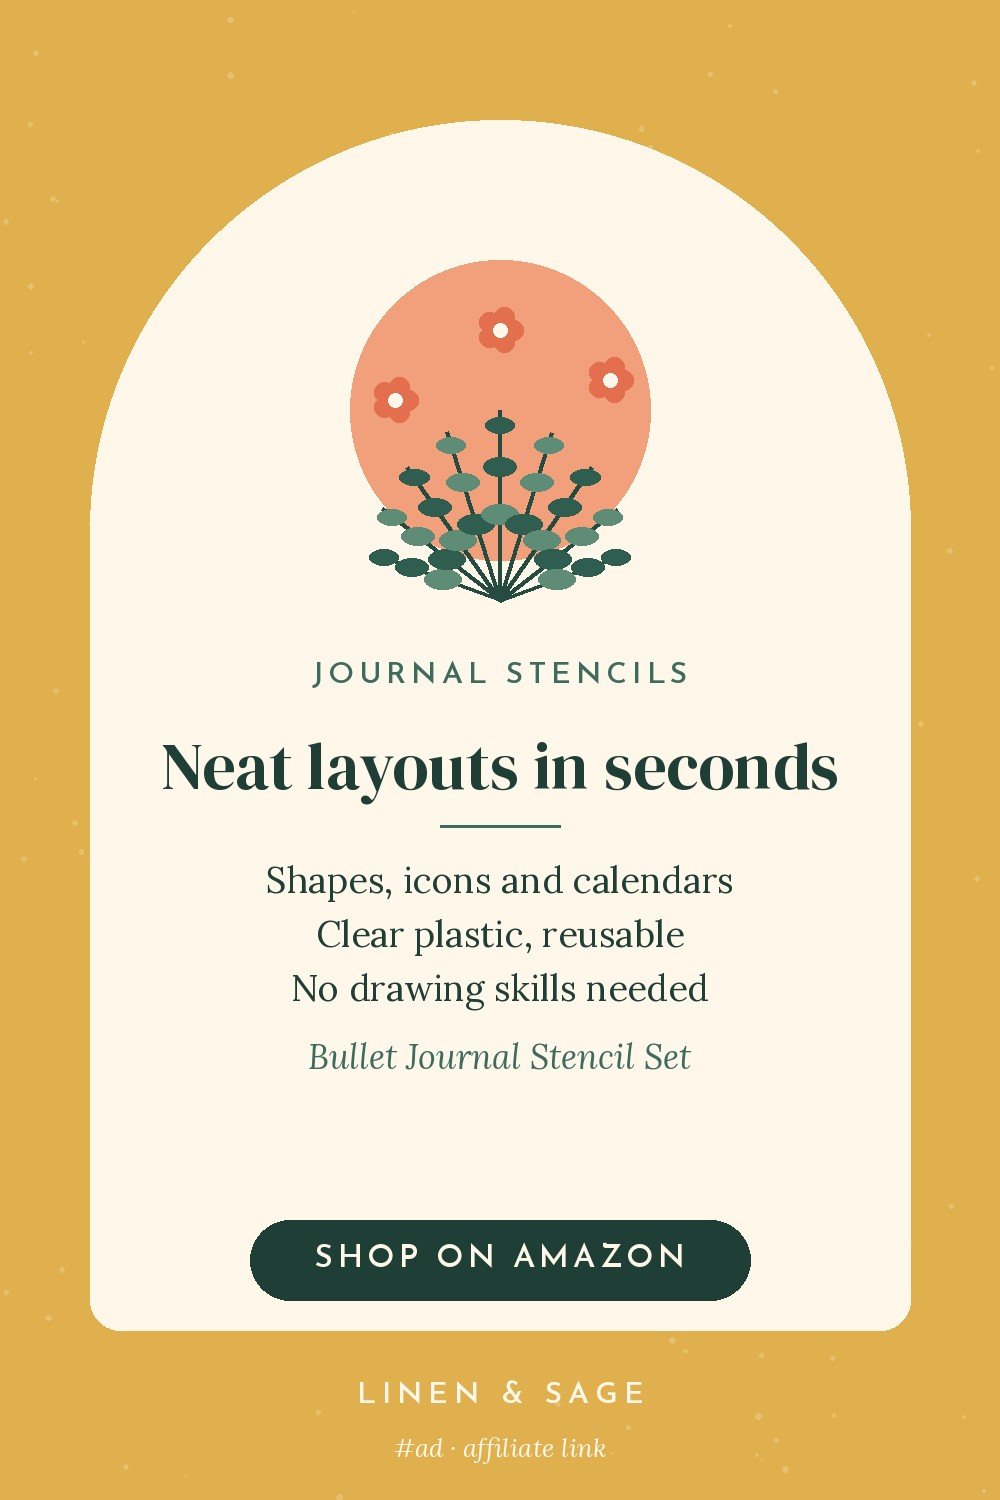 JOURNAL STENCILS
Neat layouts in seconds
Shapes, icons and calendars
Clear plastic, reusable
No drawing skills needed
Bullet Journal Stencil Set
SHOP ON AMAZON
LINEN & SAGE
#ad · affiliate link